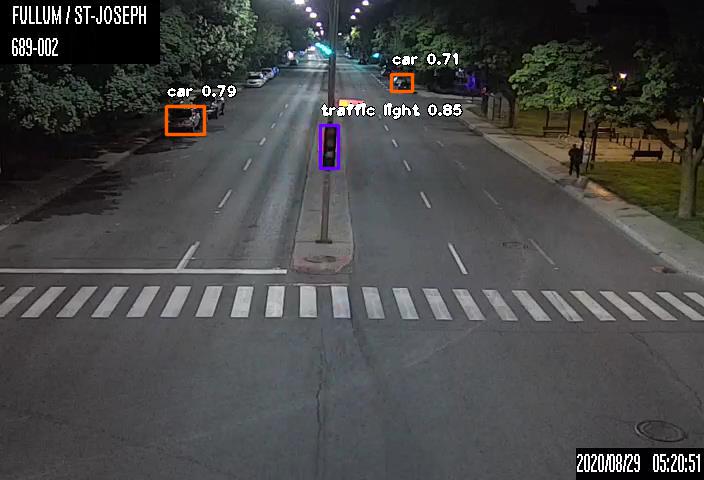 FULLUM / ST-JOSEPH
689-002
car 0.71
car 0.79
traffic light 0.85
2020/08/29 05:20:51